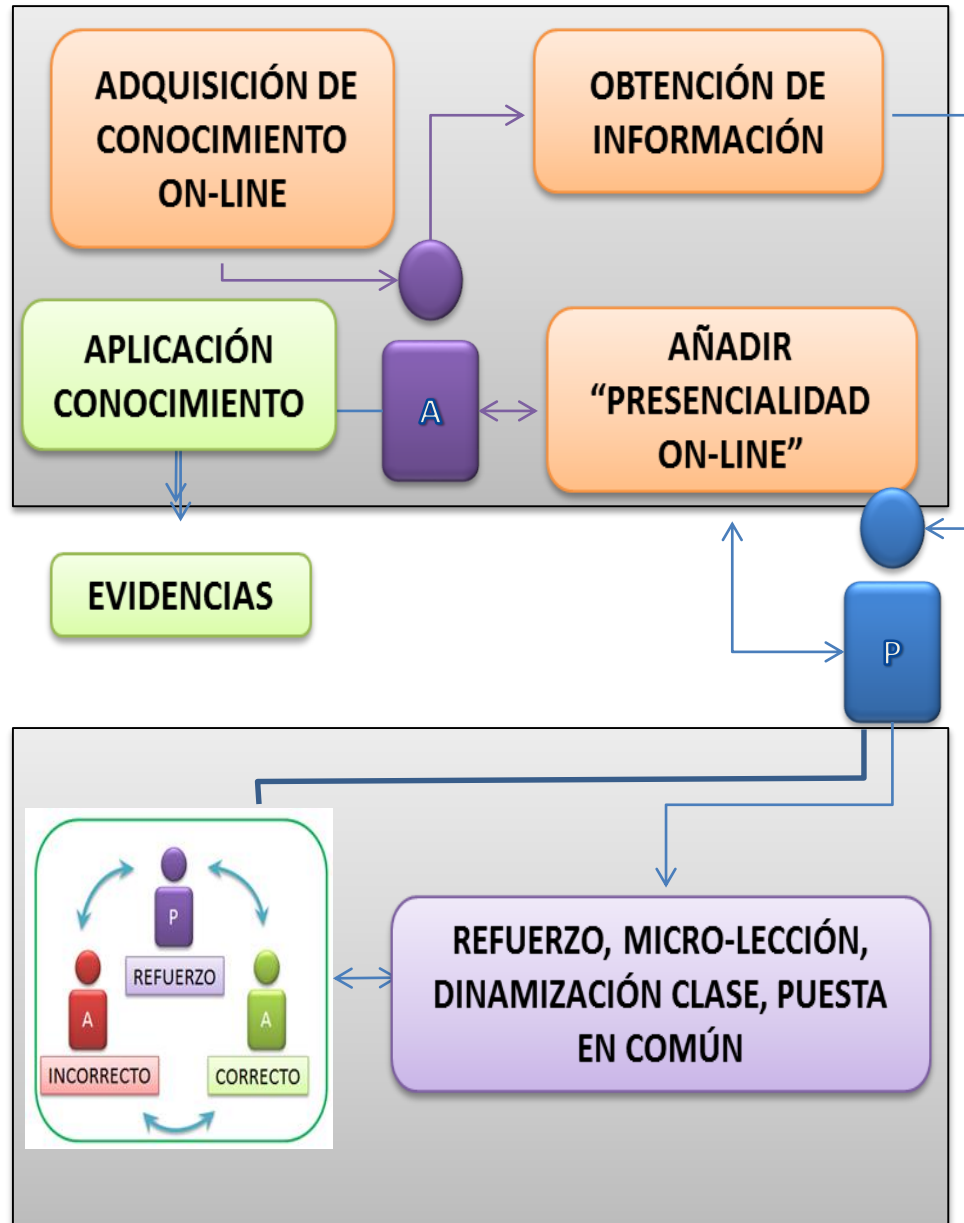 ADQUISICIÓN DE
CONOCIMIENTO
ON-LINE
OBTENCIÓN DE
INFORMACIÓN
APLICACIÓN
CONOCIMIENTO
A
AÑADIR
“PRESENCIALIDAD
ON-LINE”
EVIDENCIAS
P
P
REFUERZO
A
INCORRECTO
A
CORRECTO
REFUERZO, MICRO-LECCIÓN,
DINAMIZACIÓN CLASE, PUESTA
EN COMÚN